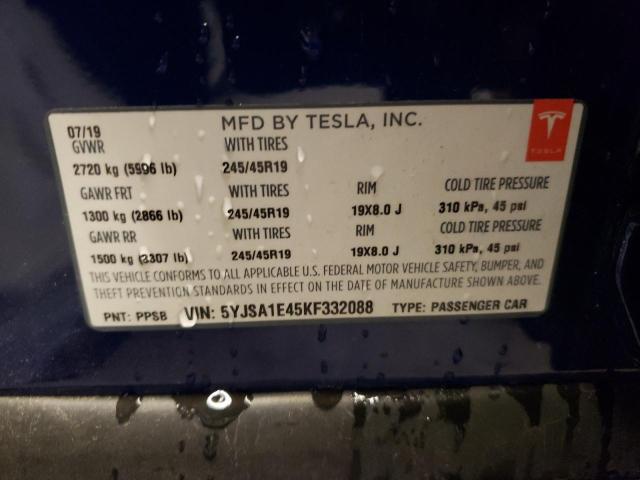 07/19 MFD BY TESLA, INC.
TESLA
GVWR WITH TIRES
2720 kg (5996 lb) 245/45R19
GAWR FRT WITH TIRES RIM COLD TIRE PRESSURE
1300 kg (2866 lb) 245/45R19 19X8.0 J 310 kPa, 45 psi
GAWR RR WITH TIRES RIM COLD TIRE PRESSURE
1500 kg (3307 lb) 245/45R19 19X8.0 J 310 kPa, 45 psi
THIS VEHICLE CONFORMS TO ALL APPLICABLE U.S. FEDERAL MOTOR VEHICLE SAFETY, BUMPER, AND
THEFT PREVENTION STANDARDS IN EFFECT ON THE DATE OF MANUFACTURE SHOWN ABOVE.
PNT: PPSB VIN: 5YJSA1E45KF332088 TYPE: PASSENGER CAR